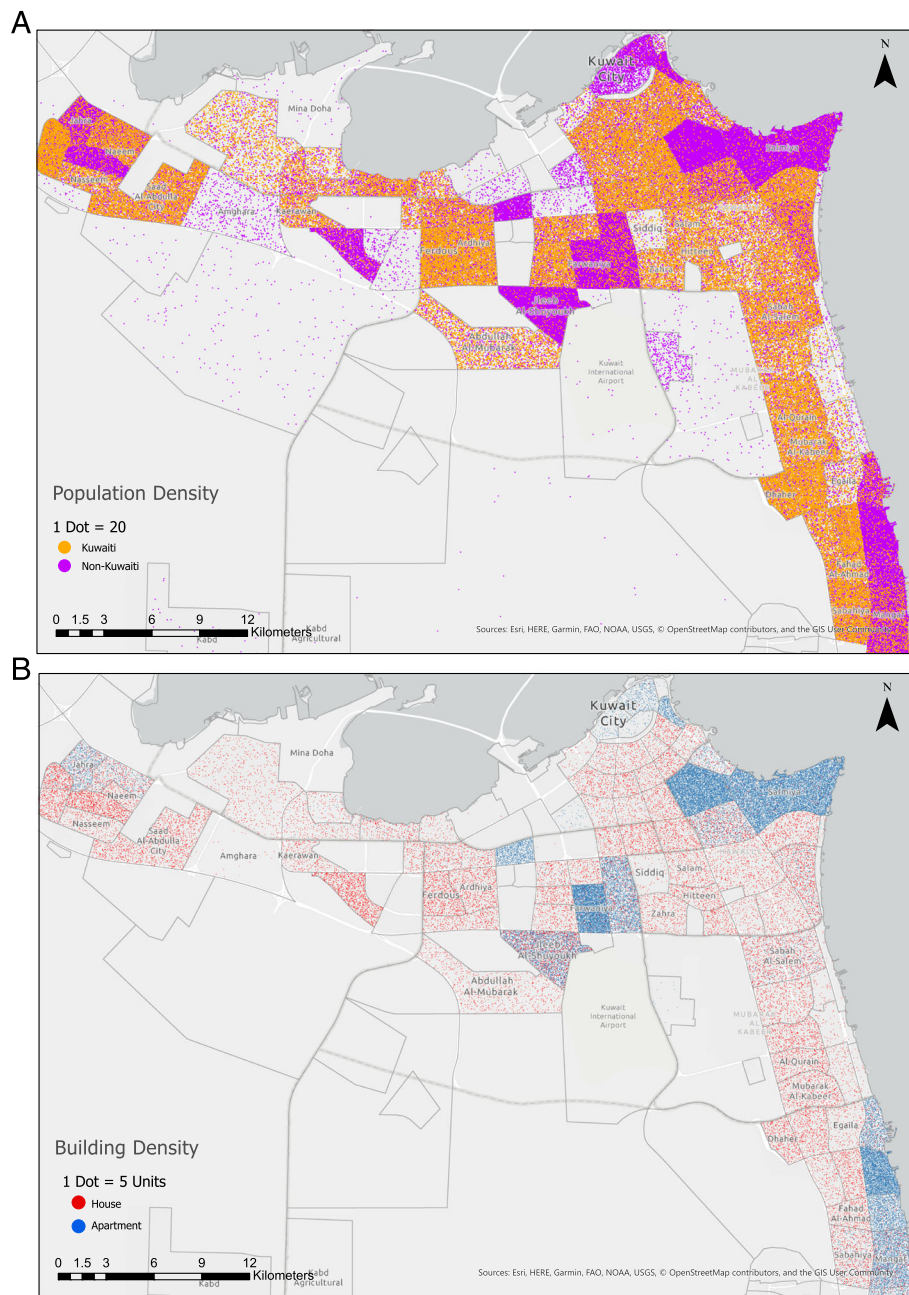 A
N
Kuwait
City
Mina Doha
Jahra
Naeem
Nasseem
Saad
Al-Abdulla
City
Amghara
Kaerawan
Salmiya
Siddiq
Salam
Hitteen
Zahra
Ardhiya
Ferdous
Farwaniya
Jleeb
Al-Shuyoukh
Abdullah
Al-Mubarak
Kuwait
International
Airport
Sabah
Al-Salem
Al-Qurain
Mubarak
Al-Kabeer
Egaila
Dhaher
Fahad
Al-Ahmad
Sabahiya
Mangaf
Population Density
1 Dot = 20
Kuwaiti
Non-Kuwaiti
0 1.5 3 6 9 12
Kilometers
Kabd
Kabd
Agricultural
Sources: Esri, HERE, Garmin, FAO, NOAA, USGS, © OpenStreetMap contributors, and the GIS User Community
B
N
Kuwait
City
Mina Doha
Jahra
Naeem
Nasseem
Saad
Al-Abdulla
City
Amghara
Kaerawan
Salmiya
Siddiq
Salam
Hitteen
Zahra
Ardhiya
Ferdous
Farwaniya
Jleeb
Al-Shuyoukh
Abdullah
Al-Mubarak
Kuwait
International
Airport
Sabah
Al-Salem
Al-Qurain
Mubarak
Al-Kabeer
Egaila
Dhaher
Fahad
Al-Ahmad
Sabahiya
Mangaf
Building Density
1 Dot = 5 Units
House
Apartment
0 1.5 3 6 9 12
Kilometers
Kabd
Kabd
Agricultural
Sources: Esri, HERE, Garmin, FAO, NOAA, USGS, © OpenStreetMap contributors, and the GIS User Community